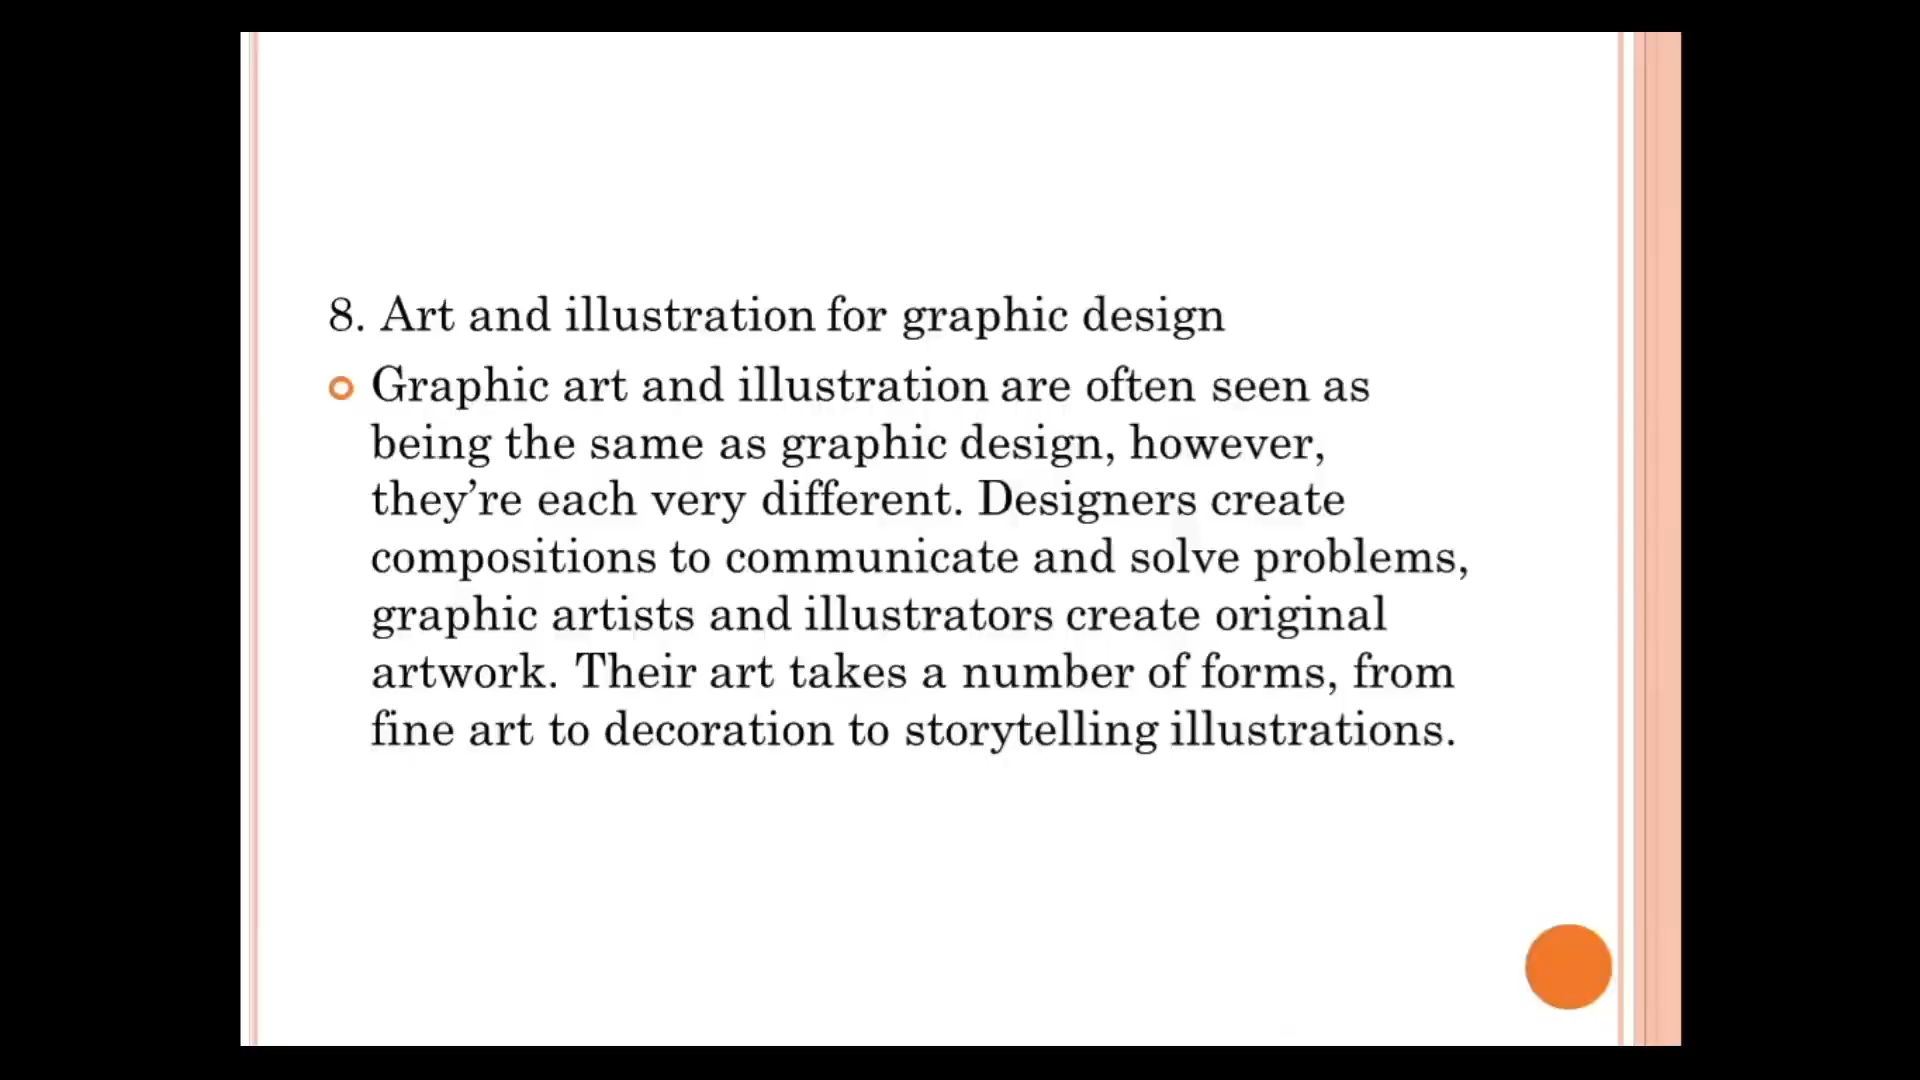 8. Art and illustration for graphic design
Graphic art and illustration are often seen as
being the same as graphic design, however,
they’re each very different. Designers create
compositions to communicate and solve problems,
graphic artists and illustrators create original
artwork. Their art takes a number of forms, from
fine art to decoration to storytelling illustrations.